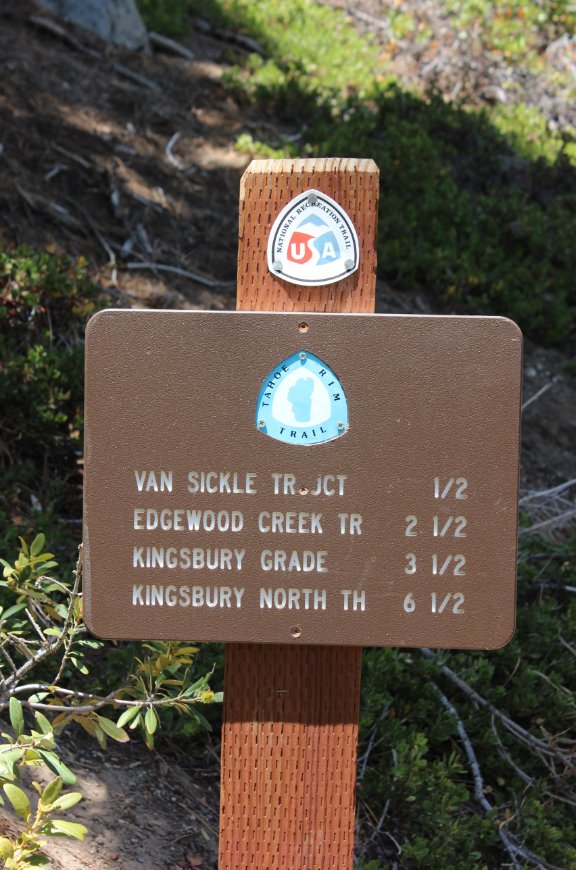 NATIONAL RECREATION TRAIL
USA
TAHOE RIM
TRAIL
VAN SICKLE TR JCT 1/2
EDGEWOOD CREEK TR 2 1/2
KINGSBURY GRADE 3 1/2
KINGSBURY NORTH TH 6 1/2